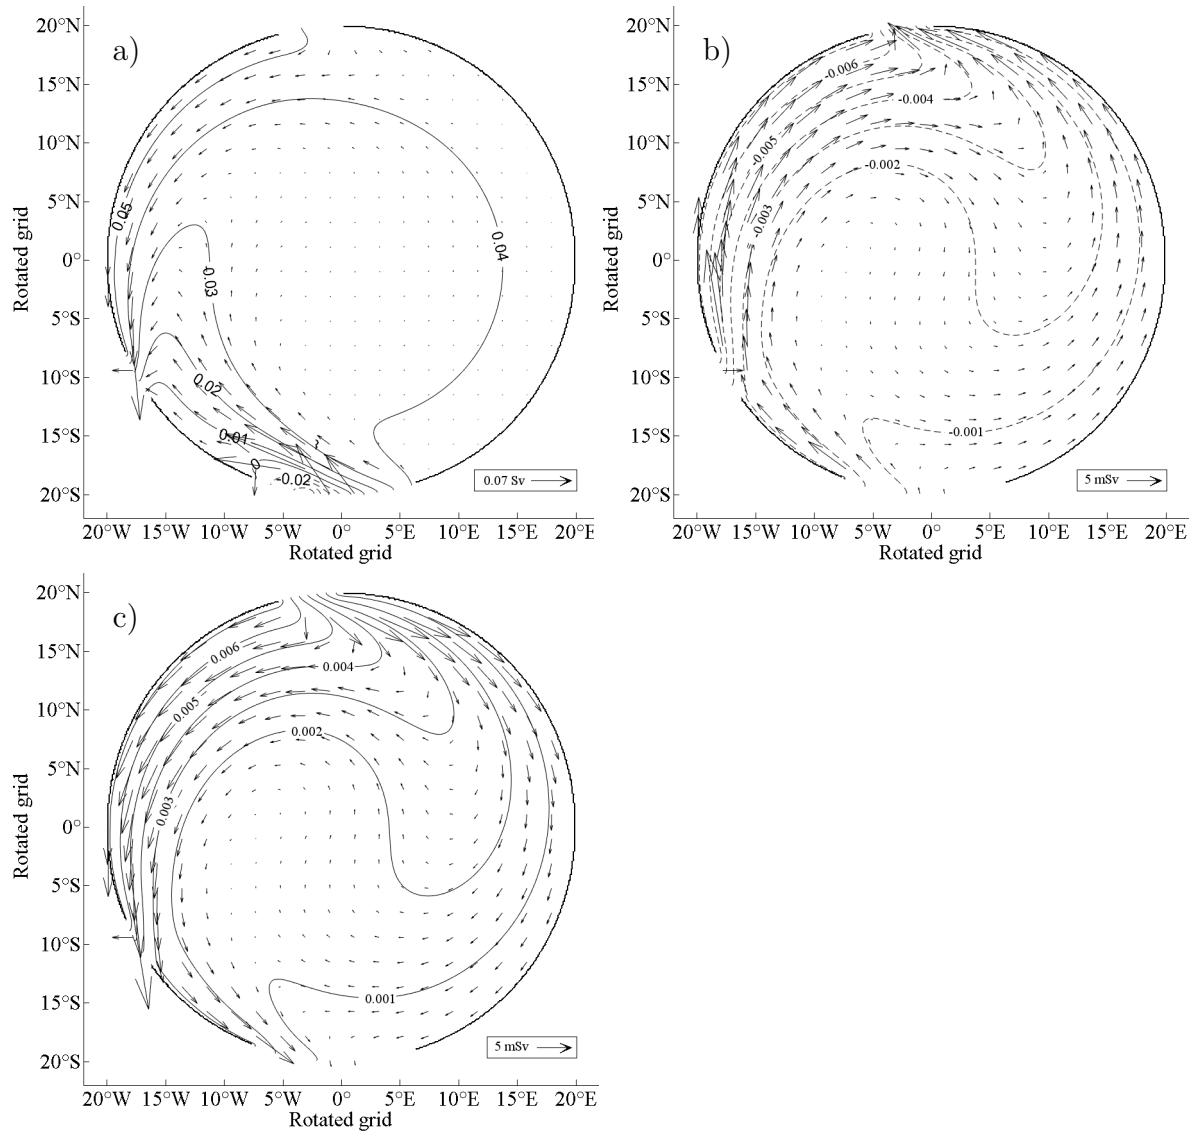 a)
20°N
15°N
10°N
5°N
0°
5°S
10°S
15°S
20°S
Rotated grid
0.05
0.04
0.03
0.02
0.01
0
-0.02
0.07 Sv
20°W 15°W 10°W 5°W 0° 5°E 10°E 15°E 20°E
Rotated grid
b)
20°N
15°N
10°N
5°N
0°
5°S
10°S
15°S
20°S
Rotated grid
-0.006
-0.004
-0.005
-0.002
-0.003
-0.001
5 mSv
20°W 15°W 10°W 5°W 0° 5°E 10°E 15°E 20°E
Rotated grid
c)
20°N
15°N
10°N
5°N
0°
5°S
10°S
15°S
20°S
Rotated grid
0.006
0.004
0.005
0.002
0.003
0.001
5 mSv
20°W 15°W 10°W 5°W 0° 5°E 10°E 15°E 20°E
Rotated grid